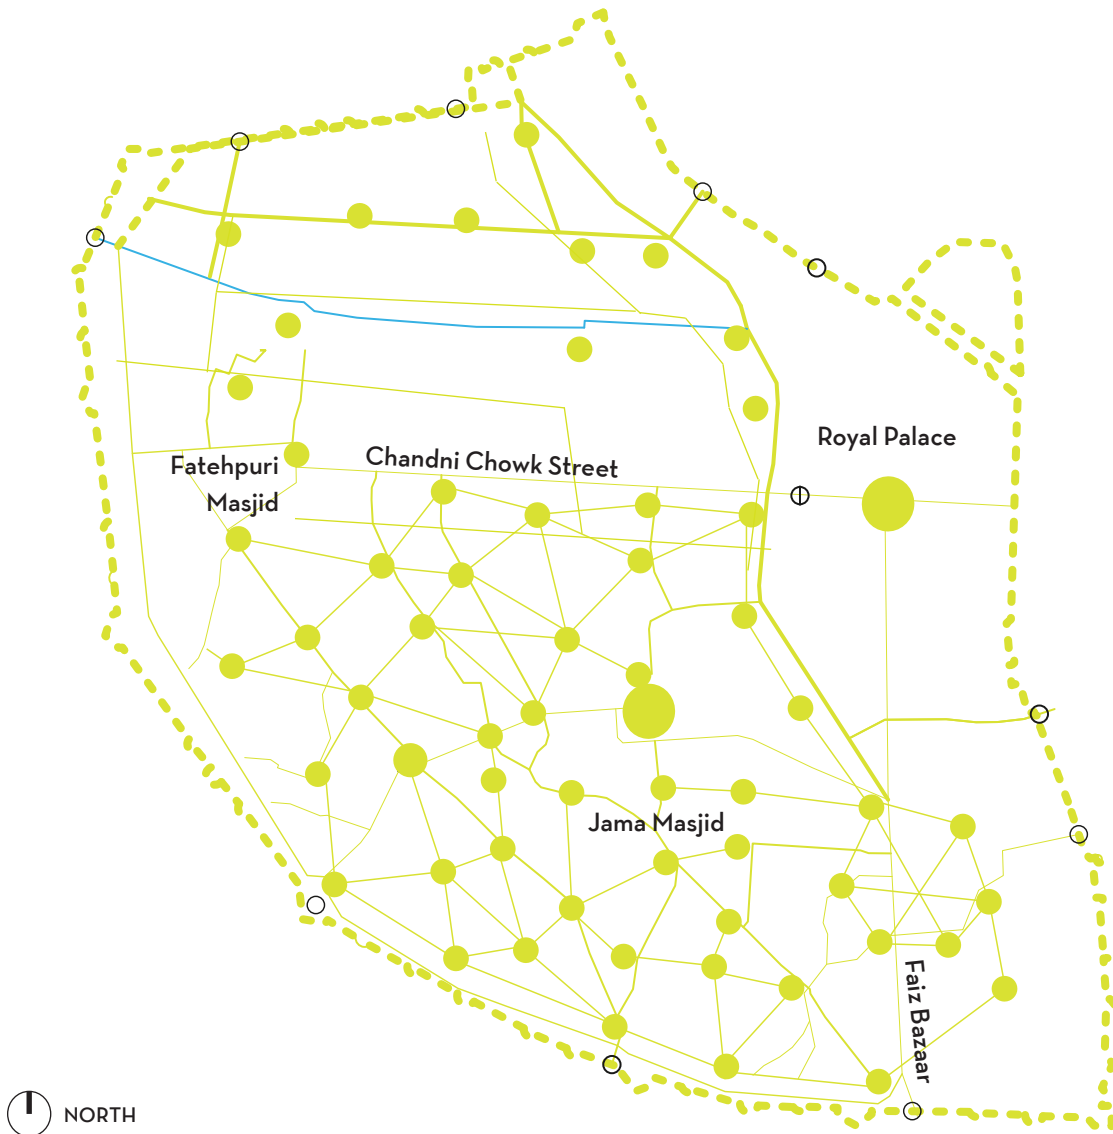 Royal Palace
Chandni Chowk Street
Fatehpuri
Masjid
Jama Masjid
Faiz Bazaar
NORTH